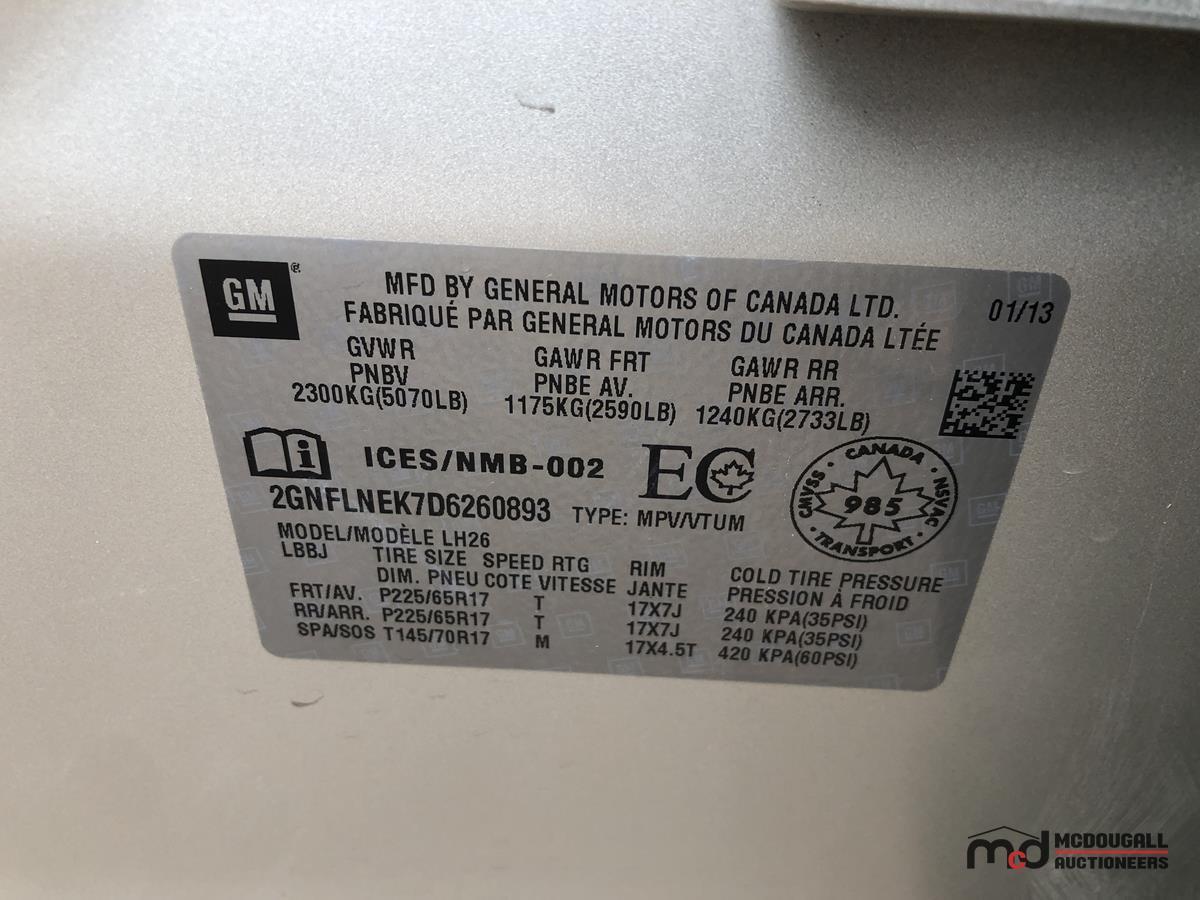 GM
MFD BY GENERAL MOTORS OF CANADA LTD.
01/13
FABRIQUÉ PAR GENERAL MOTORS DU CANADA LTÉE
GVWR GAWR FRT GAWR RR
PNBV PNBE AV. PNBE ARR.
2300KG(5070LB) 1175KG(2590LB) 1240KG(2733LB)
ICES/NMB-002 EC
CANADA
CMVSS 985 NSVAC
TRANSPORT
2GNFLNEK7D6260893 TYPE: MPV/VTUM
MODEL/MODÈLE LH26
LBBJ TIRE SIZE SPEED RTG RIM COLD TIRE PRESSURE
DIM. PNEU COTE VITESSE JANTE PRESSION À FROID
FRT/AV. P225/65R17 T 17X7J 240 KPA(35PSI)
RR/ARR. P225/65R17 T 17X7J 240 KPA(35PSI)
SPA/SOS T145/70R17 M 17X4.5T 420 KPA(60PSI)
mcd MCDOUGALL
AUCTIONEERS